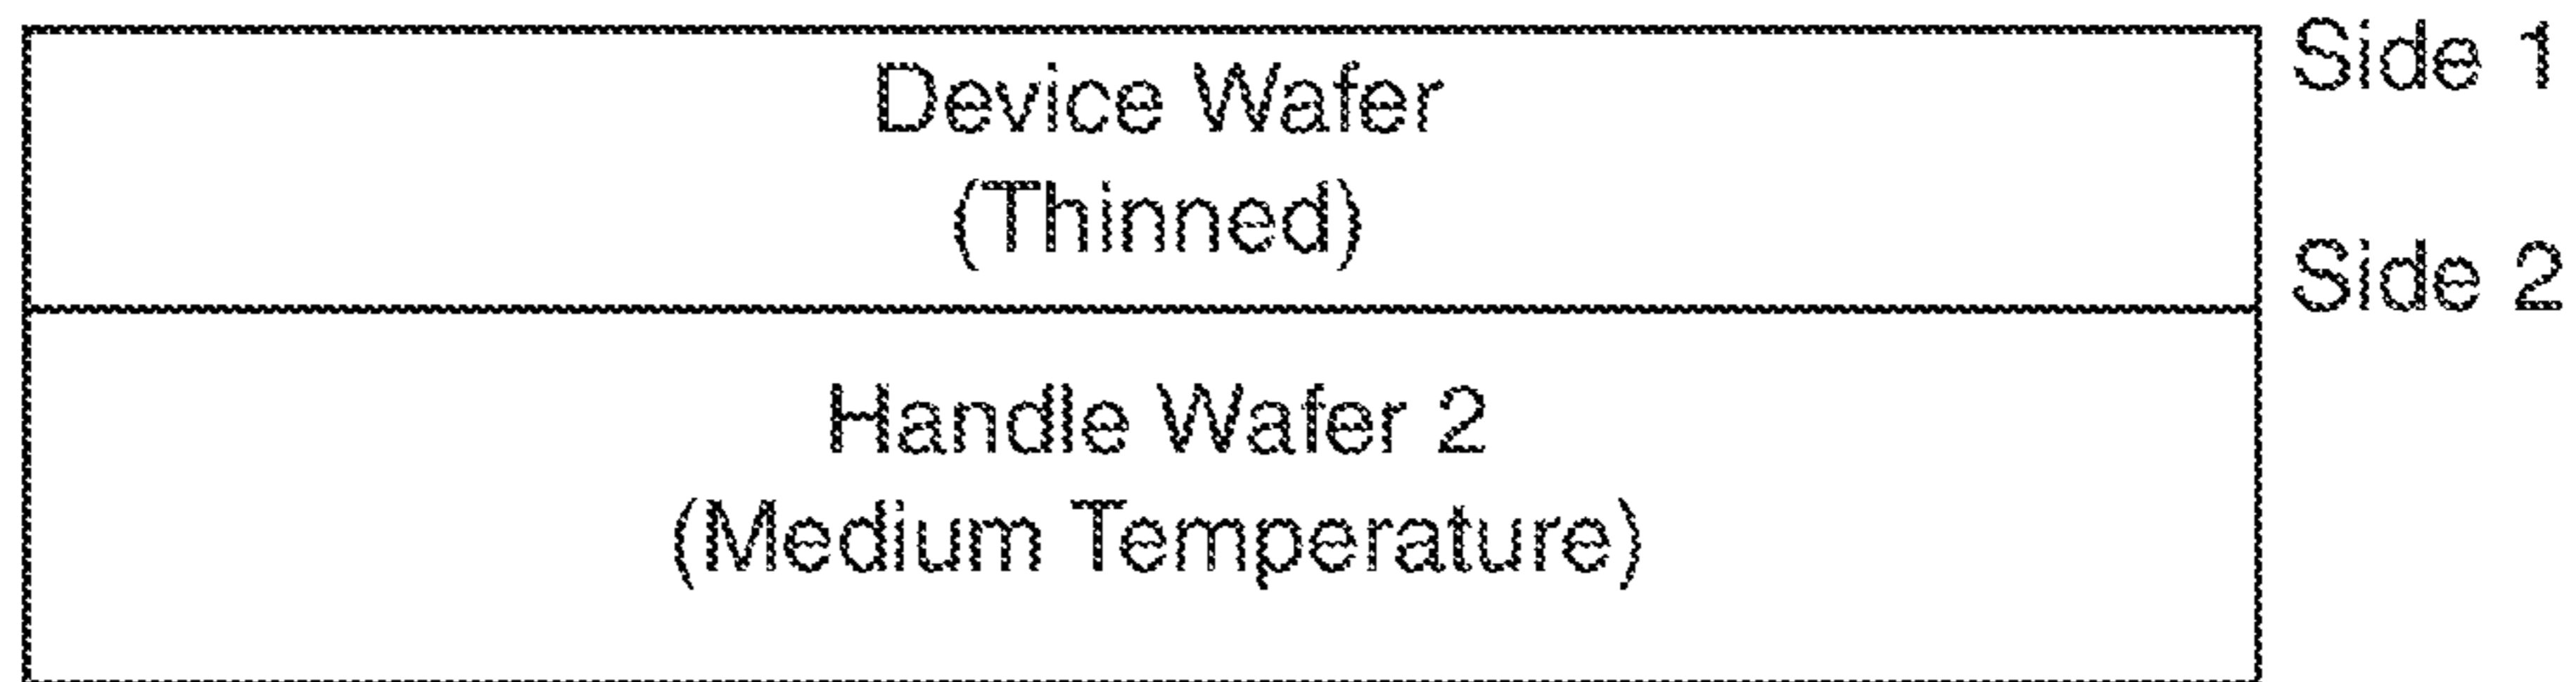 Device Wafer
(Thinned)
Side 1
Side 2
Handle Wafer 2
(Medium Temperature)